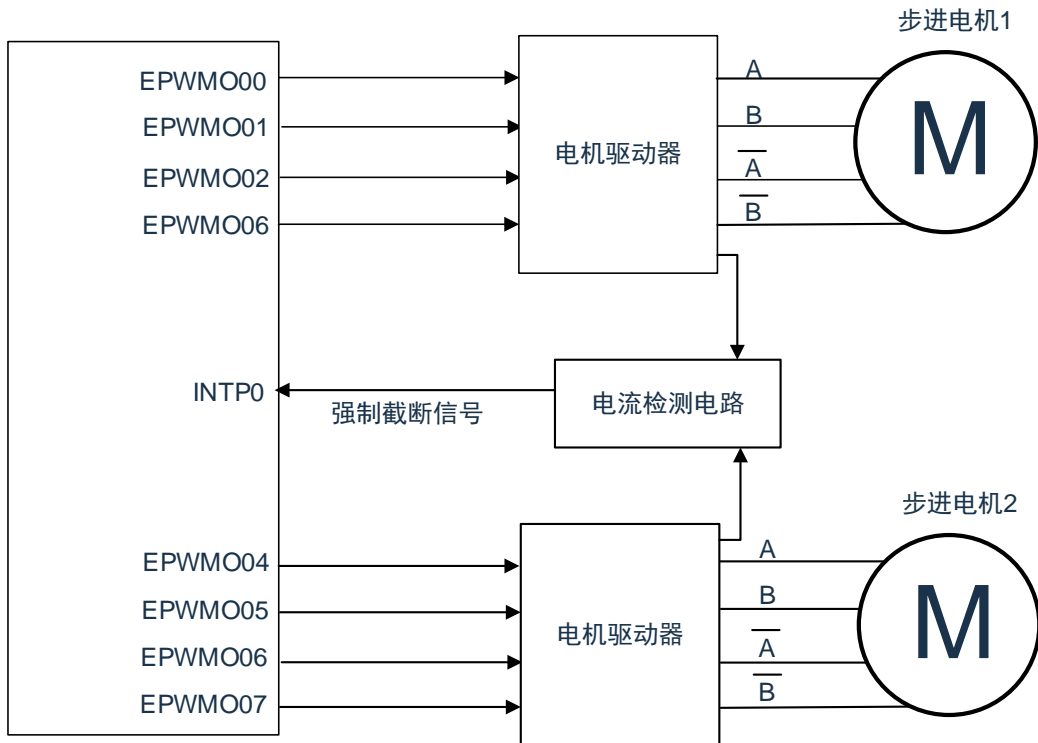 步进电机1
EPWMO00
EPWMO01
EPWMO02
EPWMO06
电机驱动器
A
B
A̅
B̅
M
INTP0
强制截断信号
电流检测电路
步进电机2
EPWMO04
EPWMO05
EPWMO06
EPWMO07
电机驱动器
A
B
A̅
B̅
M